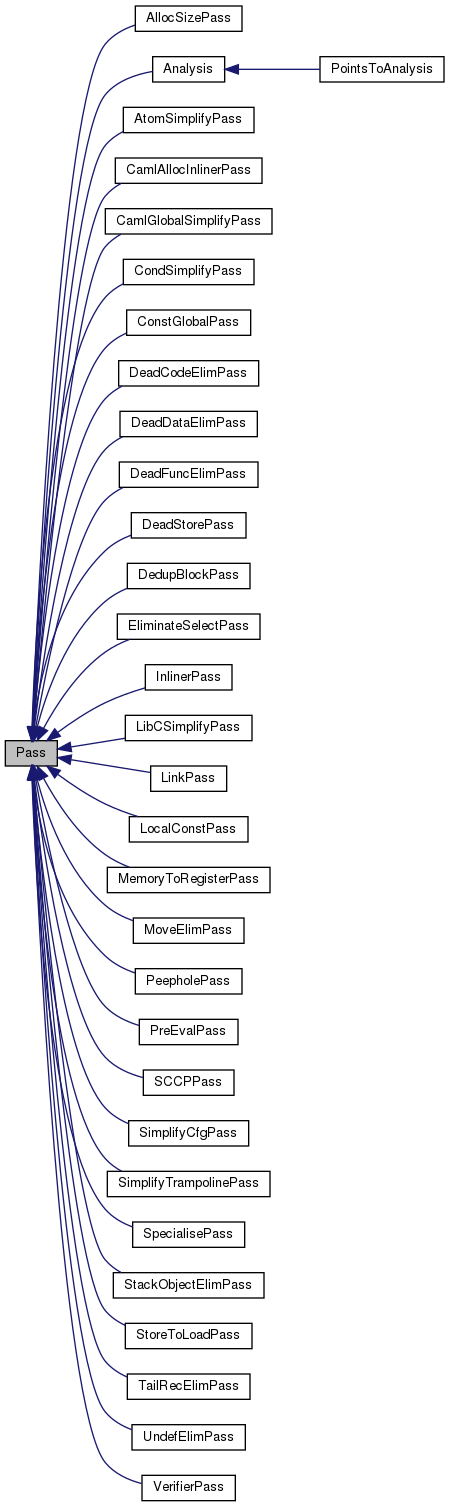 AllocSizePass
Analysis
PointsToAnalysis
AtomSimplifyPass
CamlAllocInlinerPass
CamlGlobalSimplifyPass
CondSimplifyPass
ConstGlobalPass
DeadCodeElimPass
DeadDataElimPass
DeadFuncElimPass
DeadStorePass
DedupBlockPass
EliminateSelectPass
InlinerPass
LibCSimplifyPass
Pass
LinkPass
LocalConstPass
MemoryToRegisterPass
MoveElimPass
PeepholePass
PreEvalPass
SCCPPass
SimplifyCfgPass
SimplifyTrampolinePass
SpecialisePass
StackObjectElimPass
StoreToLoadPass
TailRecElimPass
UndefElimPass
VerifierPass